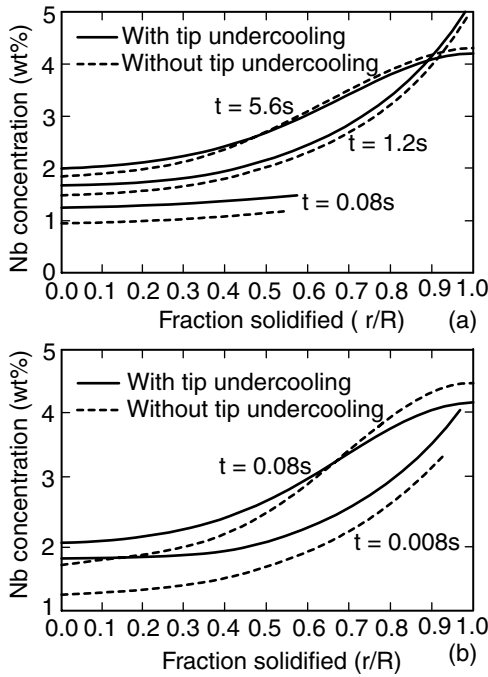 5
4
3
2
1
0
Nb concentration (wt%)
With tip undercooling
Without tip undercooling
t = 5.6s
t = 1.2s
t = 0.08s
0.0 0.1 0.2 0.3 0.4 0.5 0.6 0.7 0.8 0.9 1.0
Fraction solidified ( r/R) (a)
5
4
3
2
1
Nb concentration (wt%)
With tip undercooling
Without tip undercooling
t = 0.08s
t = 0.008s
0.0 0.1 0.2 0.3 0.4 0.5 0.6 0.7 0.8 0.9 1.0
Fraction solidified (r/R) (b)